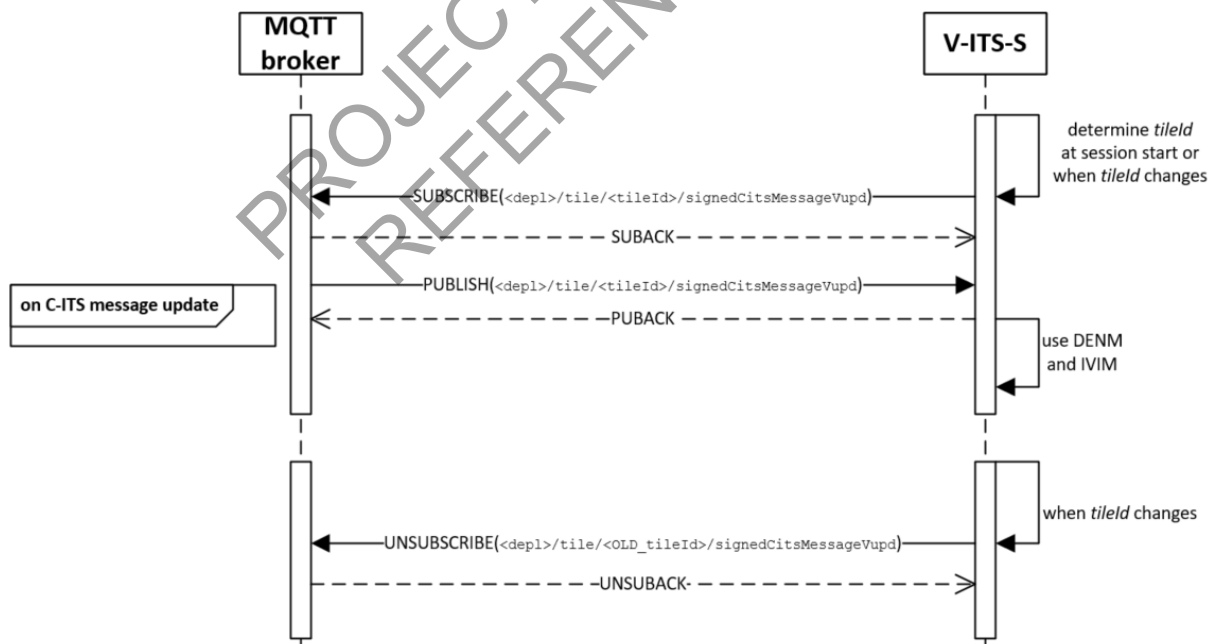 PROJEC
REFEREN
MQTT
broker
V-ITS-S
determine tileId
at session start or
when tileId changes
SUBSCRIBE(<depl>/tile/<tileId>/signedCitsMessageVupd)
SUBACK
on C-ITS message update
PUBLISH(<depl>/tile/<tileId>/signedCitsMessageVupd)
PUBACK
use DENM
and IVIM
when tileId changes
UNSUBSCRIBE(<depl>/tile/<OLD_tileId>/signedCitsMessageVupd)
UNSUBACK